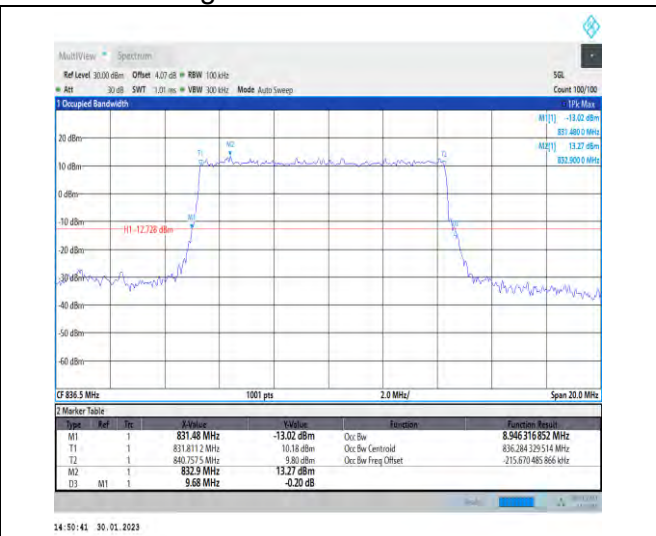 MultiView Spectrum
Ref Level 30.00 dBm Offset 4.07 dB RBW 100 kHz SGL
Att 30 dB SWT 1.01 ms VBW 300 kHz Mode Auto Sweep Count 100/100
1 Occupied Bandwidth 1Pk Max
M1[1] -13.02 dBm
831.480 0 MHz
M2[1] 13.27 dBm
832.900 0 MHz
20 dBm
T1 M2 T2
10 dBm
0 dBm
-10 dBm
M1
H1 -12.728 dBm
-20 dBm
-30 dBm
-40 dBm
-50 dBm
-60 dBm
CF 836.5 MHz 1001 pts 2.0 MHz/ Span 20.0 MHz
2 Marker Table
Type Ref Trc X-Value Y-Value Function Function Result
M1 1 831.48 MHz -13.02 dBm Occ Bw 8.946 316 852 MHz
T1 1 831.811 2 MHz 10.18 dBm Occ Bw Centroid 836.284 329 514 MHz
T2 1 840.757 5 MHz 9.80 dBm Occ Bw Freq Offset -215.670 485 866 kHz
M2 1 832.9 MHz 13.27 dBm
D3 M1 1 9.68 MHz -0.20 dB
14:50:41 30.01.2023